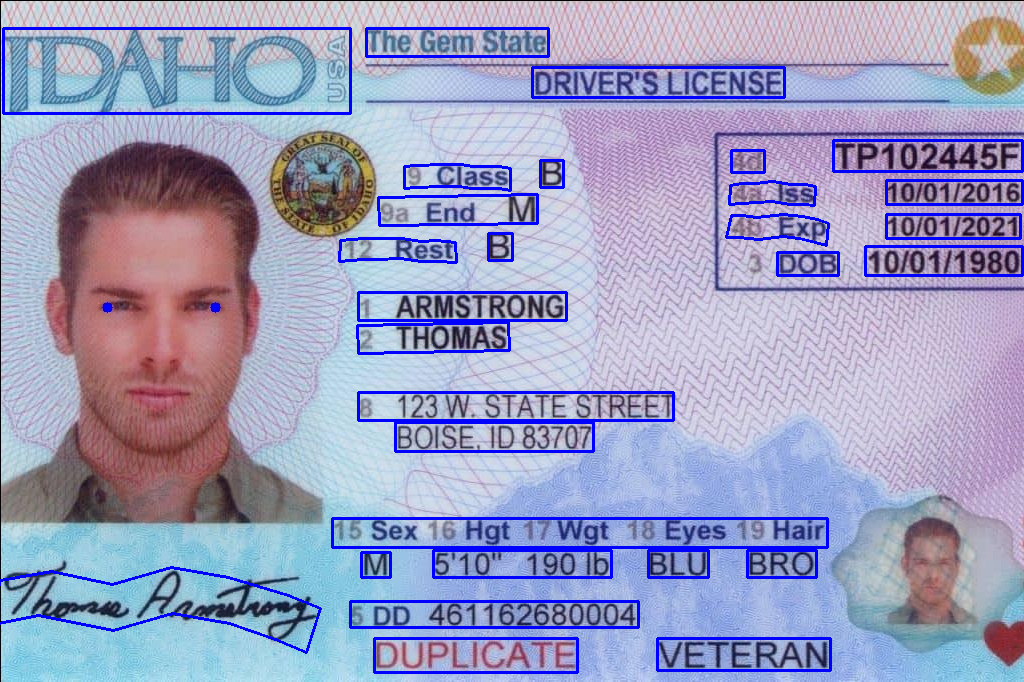 IDAHO USA
The Gem State
DRIVER'S LICENSE
GREAT SEAL OF THE STATE OF IDAHO
9 Class B
9a End M
12 Rest B
4d TP102445F
4a Iss 10/01/2016
4b Exp 10/01/2021
3 DOB 10/01/1980
1 ARMSTRONG
2 THOMAS
8 123 W. STATE STREET
BOISE, ID 83707
15 Sex 16 Hgt 17 Wgt 18 Eyes 19 Hair
M 5'10" 190 lb BLU BRO
Thomas Armstrong
5 DD 461162680004
DUPLICATE VETERAN